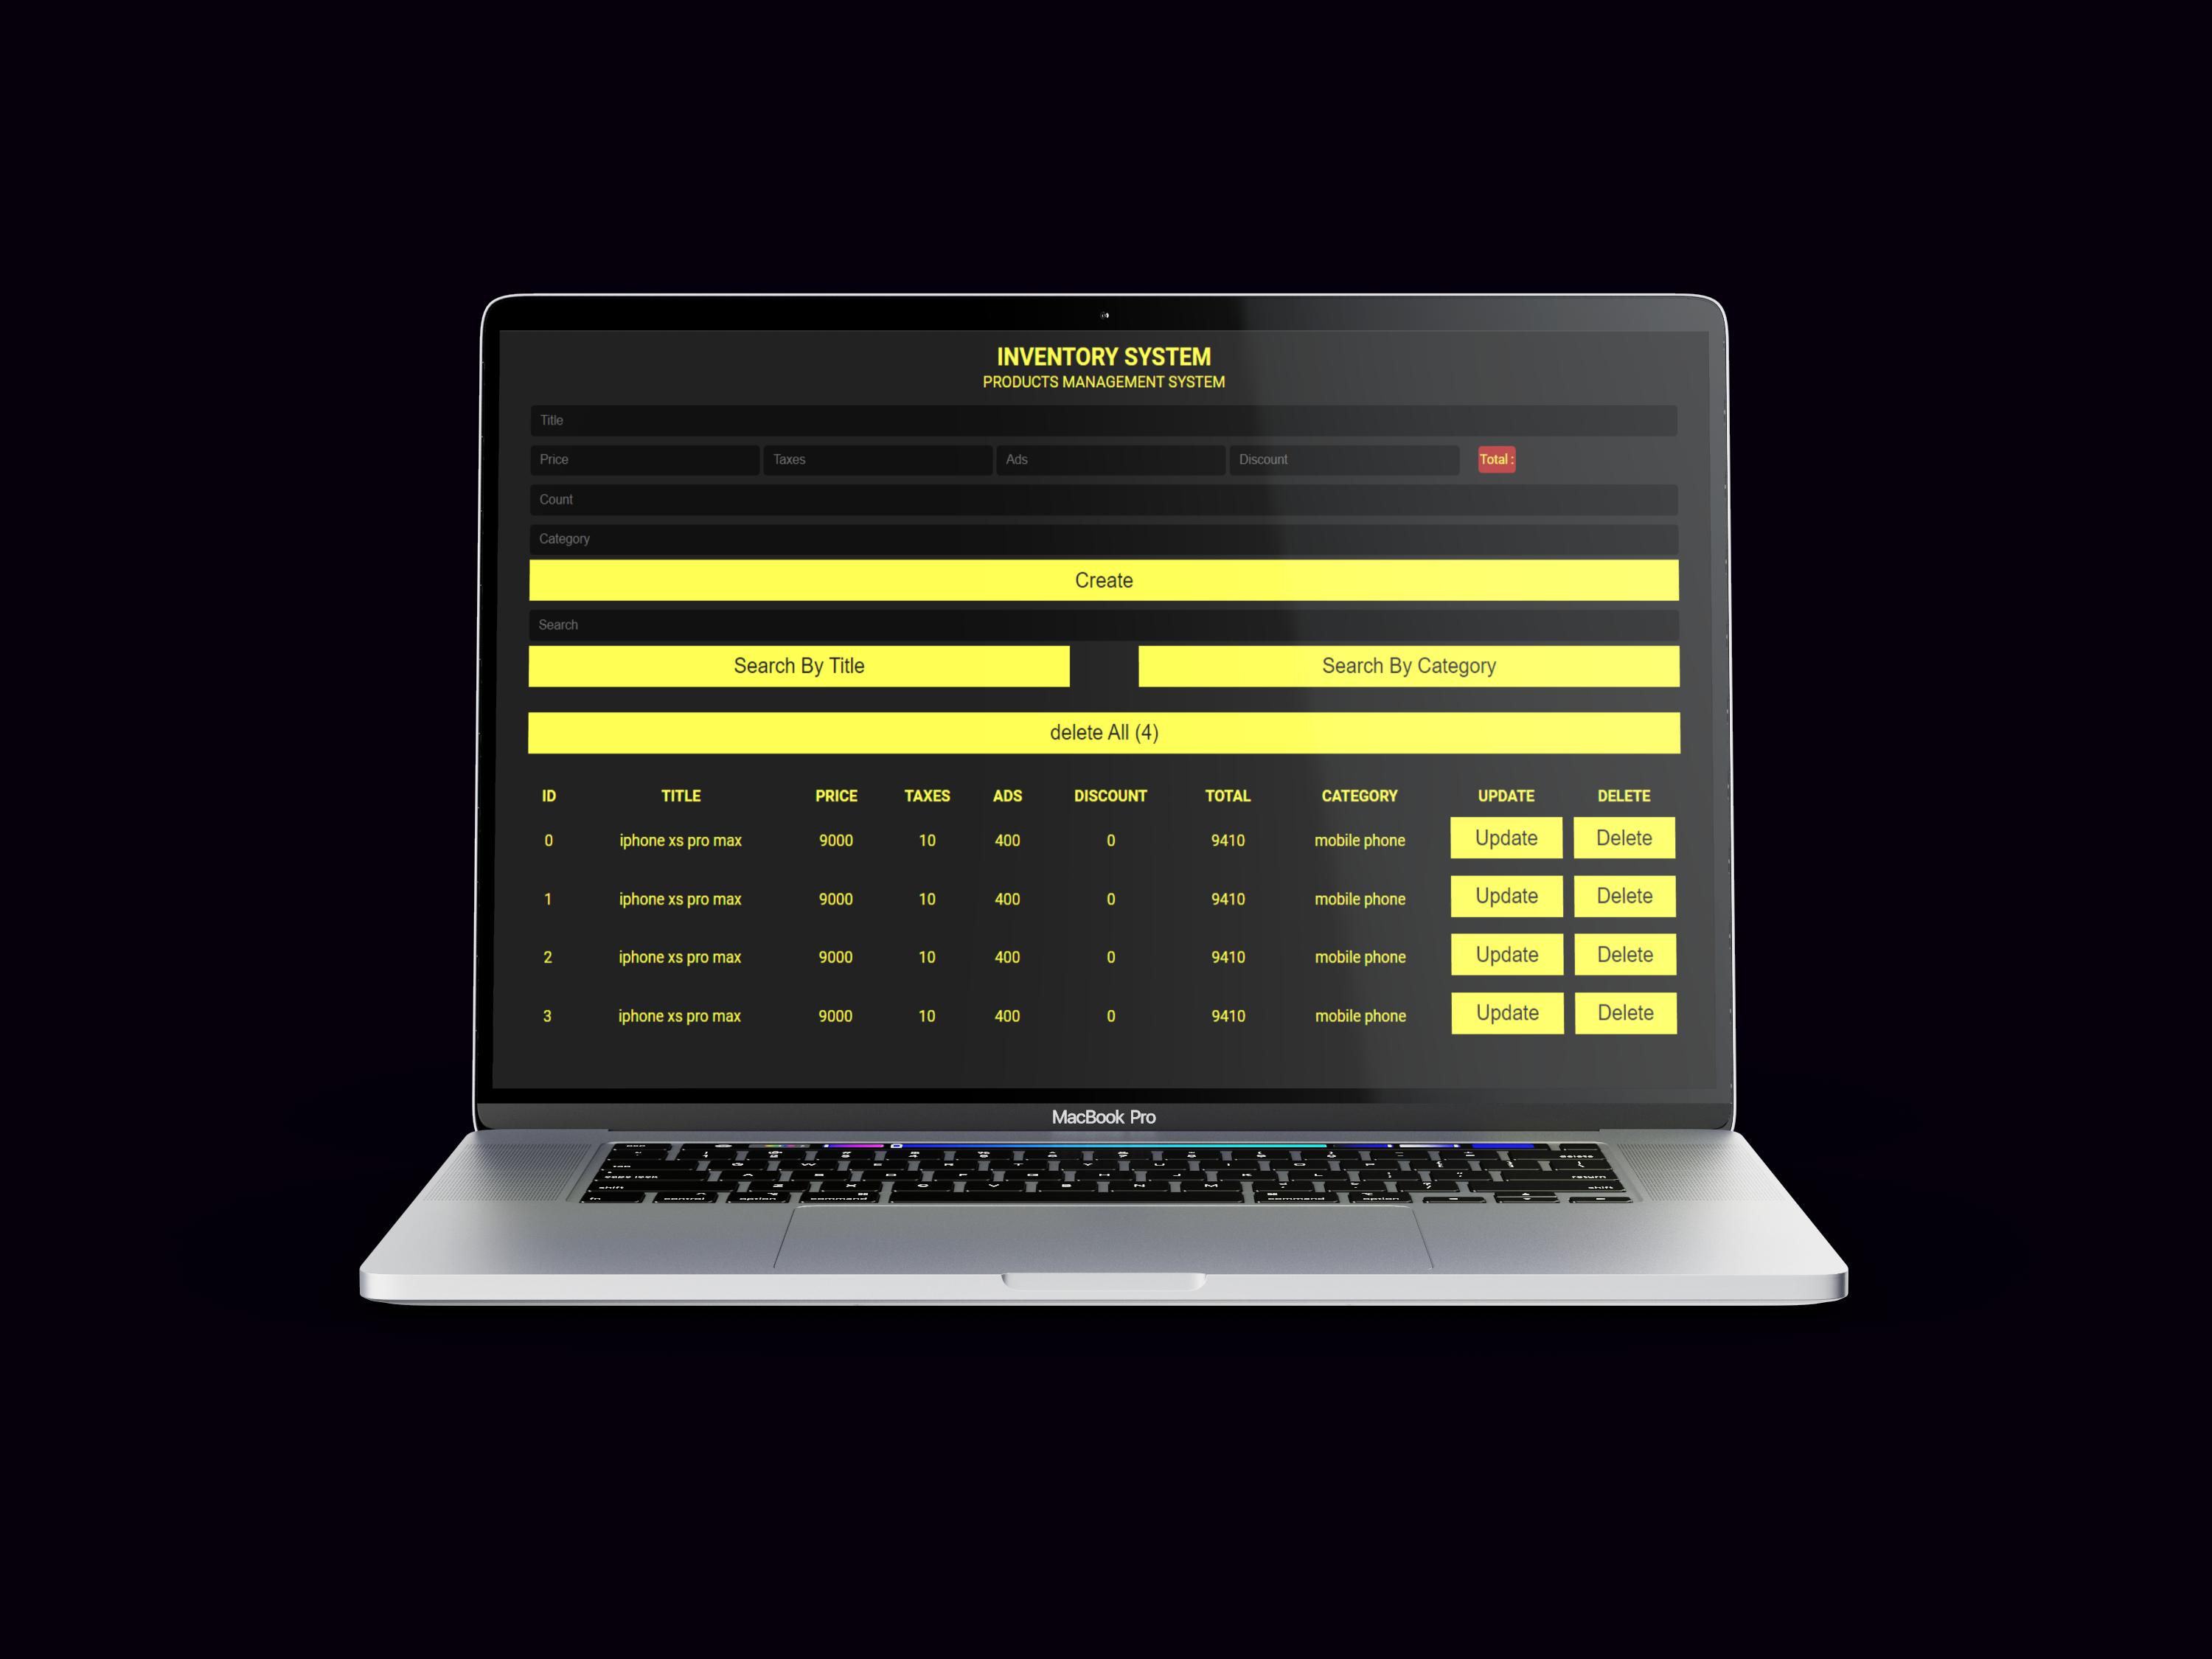 INVENTORY SYSTEM
PRODUCTS MANAGEMENT SYSTEM
Title
Price Taxes Ads Discount Total :
Count
Category
Create
Search
Search By Title Search By Category
delete All (4)
ID TITLE PRICE TAXES ADS DISCOUNT TOTAL CATEGORY UPDATE DELETE
0 iphone xs pro max 9000 10 400 0 9410 mobile phone Update Delete
1 iphone xs pro max 9000 10 400 0 9410 mobile phone Update Delete
2 iphone xs pro max 9000 10 400 0 9410 mobile phone Update Delete
3 iphone xs pro max 9000 10 400 0 9410 mobile phone Update Delete
MacBook Pro